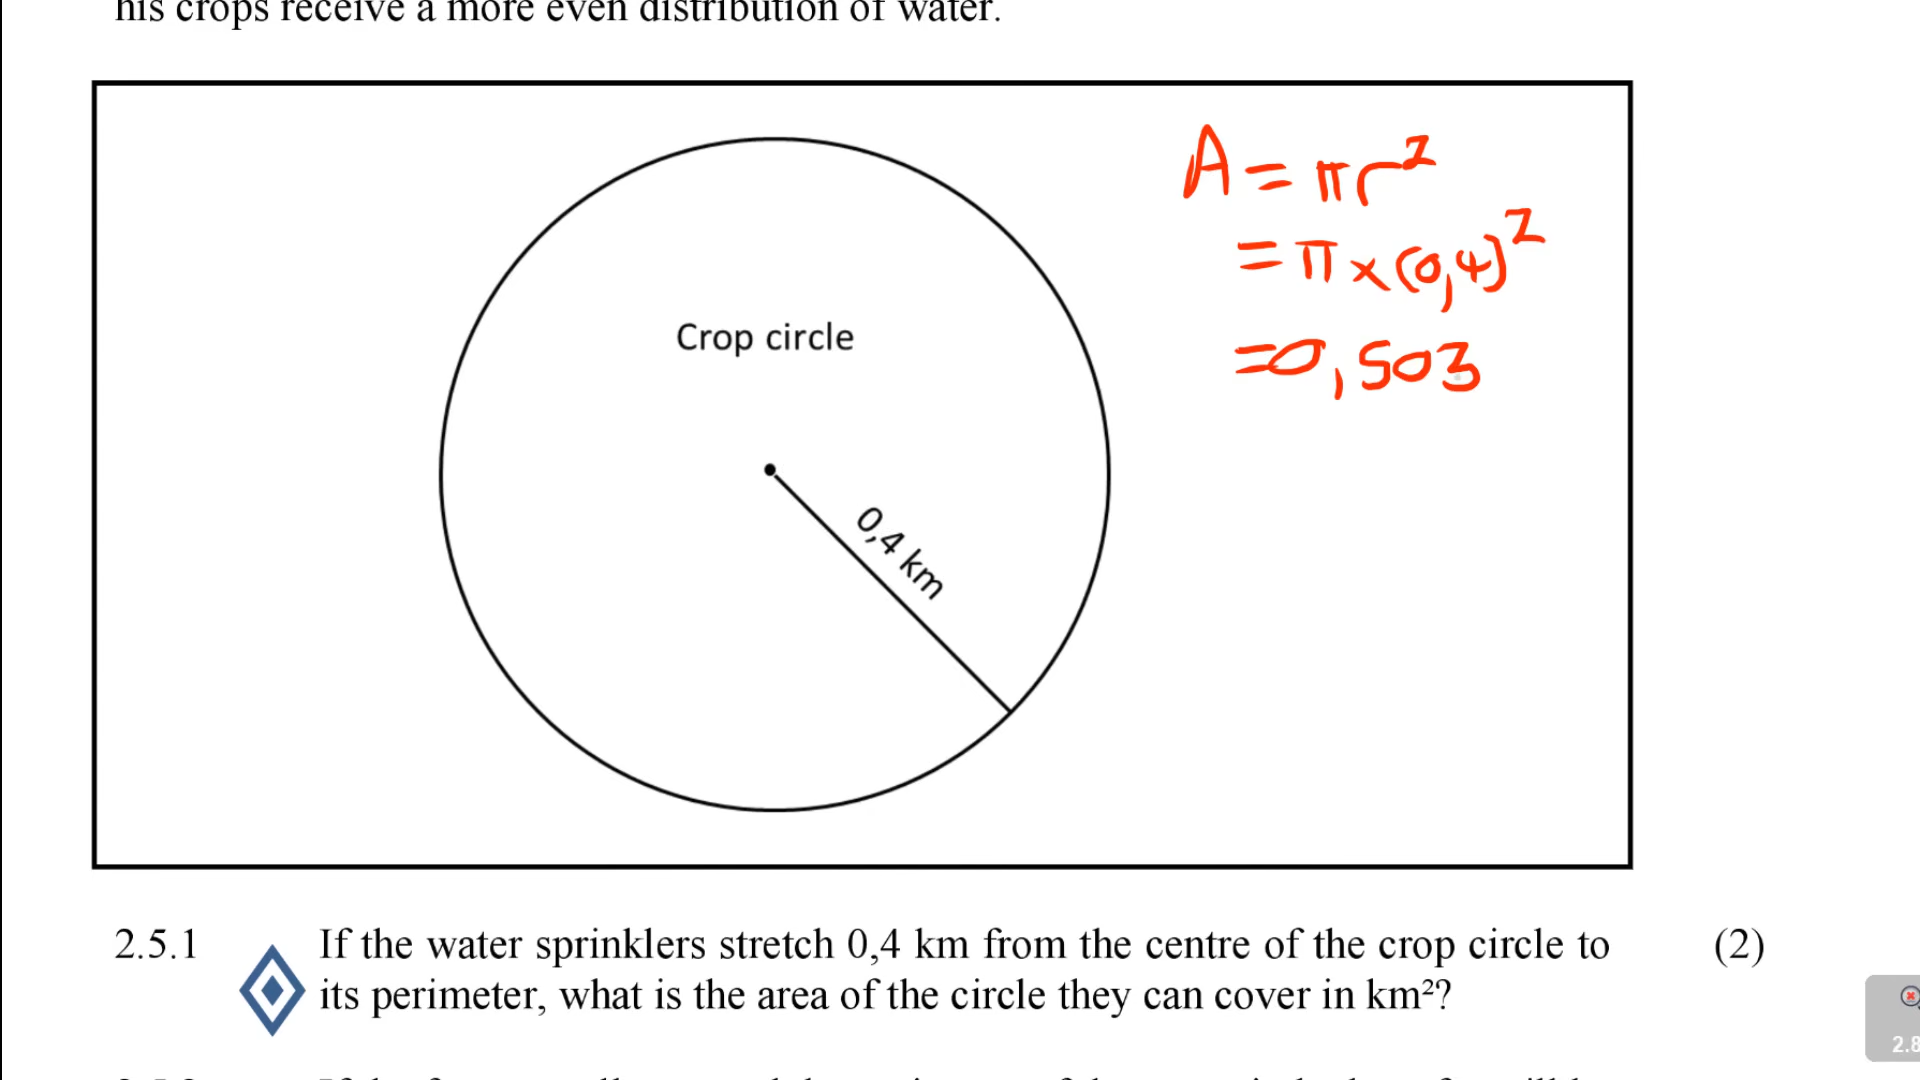 his crops receive a more even distribution of water.
A = πr²
= π × (0,4)²
= 0,503
Crop circle
0,4 km
2.5.1 If the water sprinklers stretch 0,4 km from the centre of the crop circle to (2)
its perimeter, what is the area of the circle they can cover in km²?